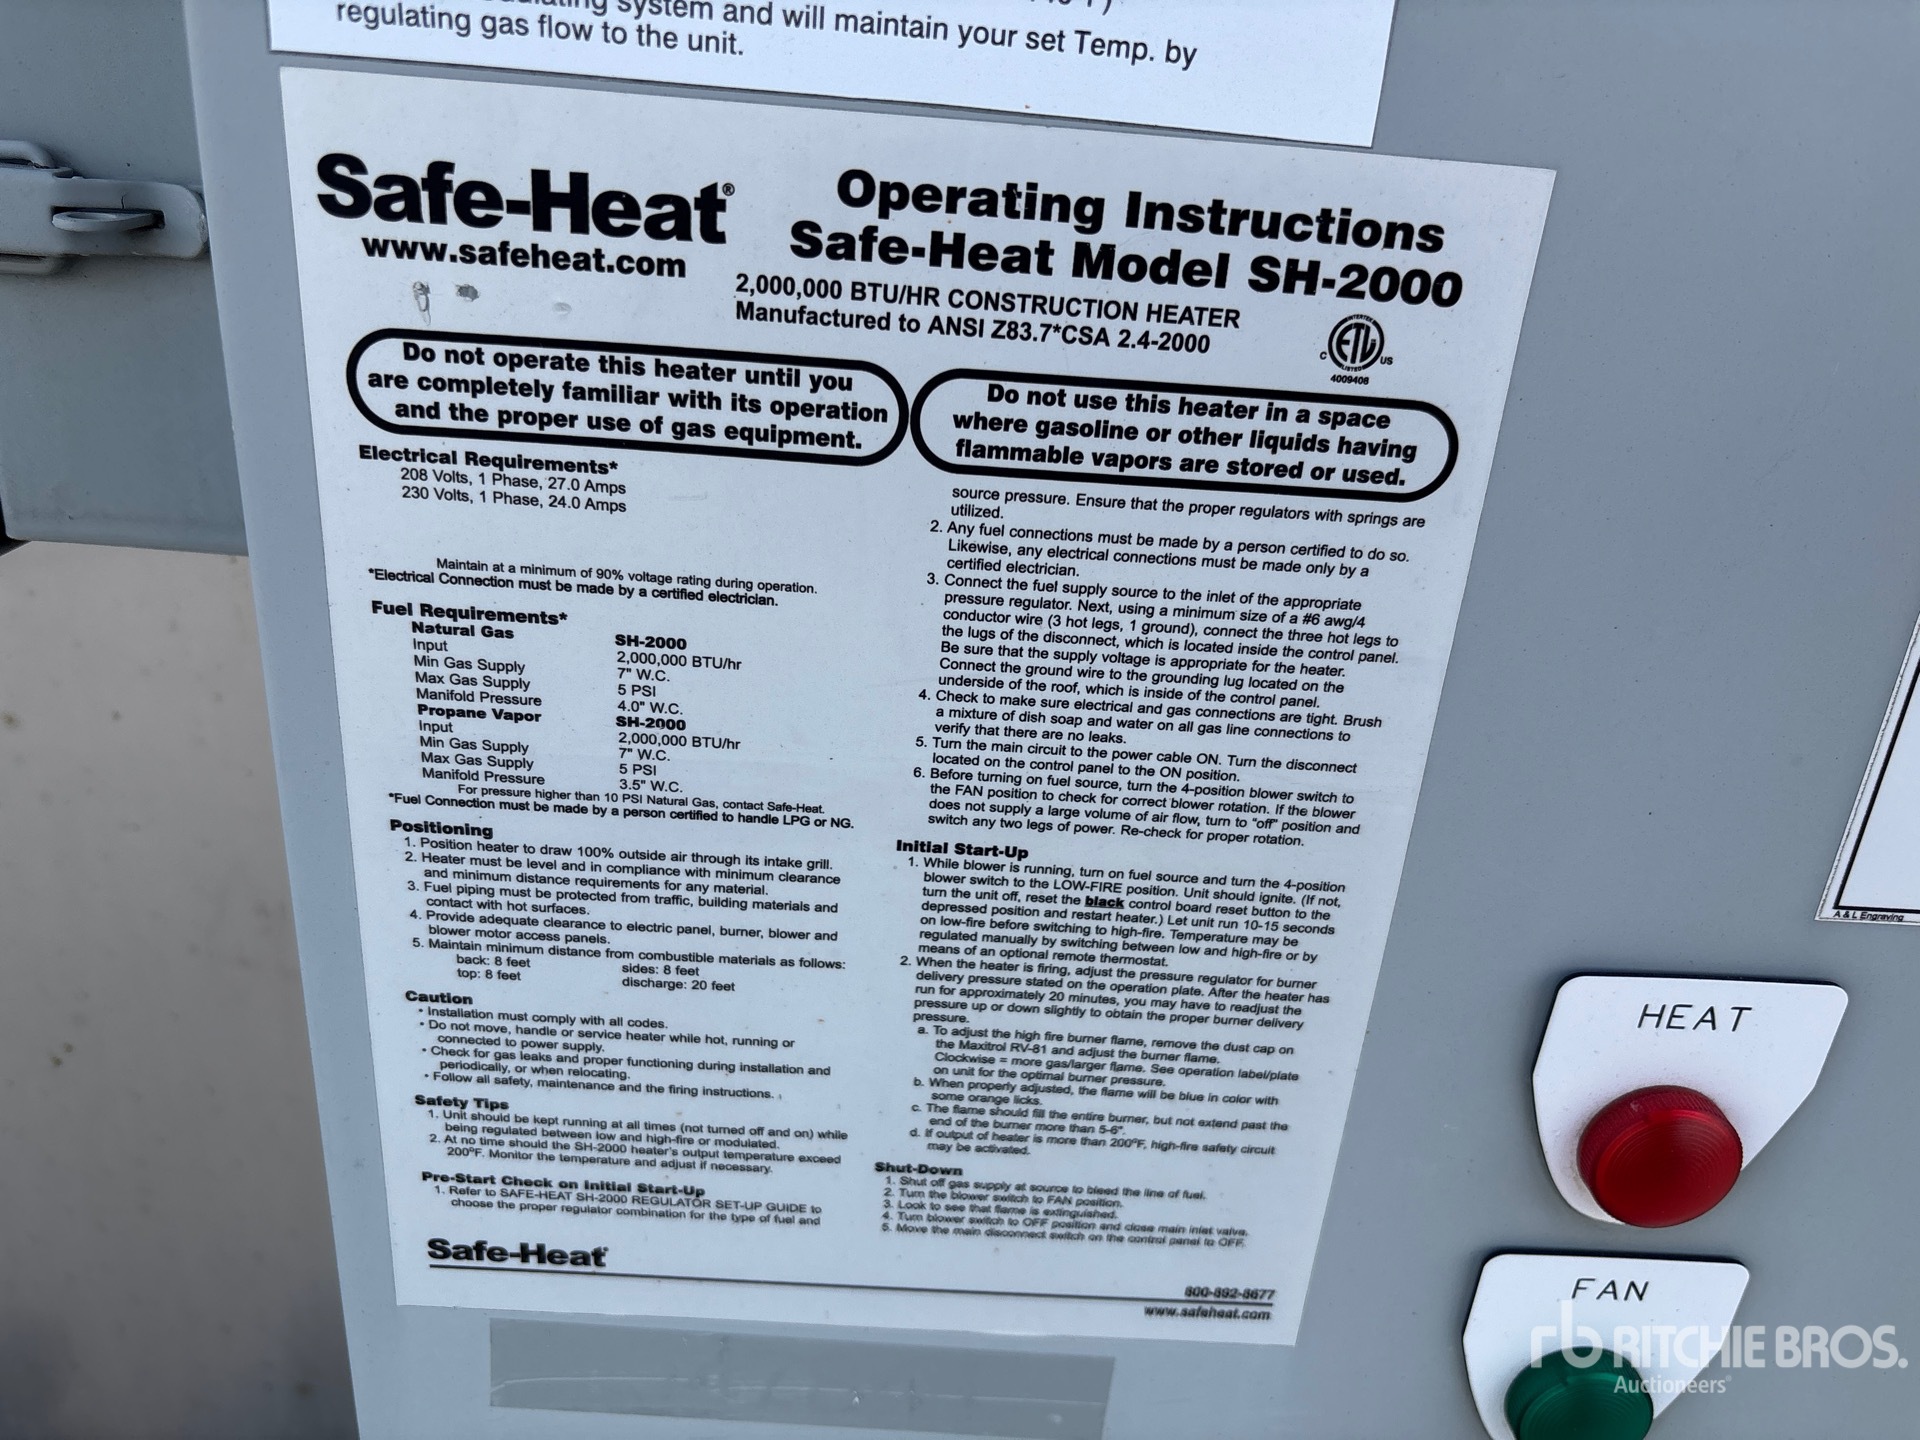 system and will maintain your set Temp. by
regulating gas flow to the unit.
Safe-Heat®
www.safeheat.com
Operating Instructions
Safe-Heat Model SH-2000
2,000,000 BTU/HR CONSTRUCTION HEATER
Manufactured to ANSI Z83.7*CSA 2.4-2000
INTERTEK
C ETL US
LISTED
4009406
Do not operate this heater until you
are completely familiar with its operation
and the proper use of gas equipment.
Do not use this heater in a space
where gasoline or other liquids having
flammable vapors are stored or used.
Electrical Requirements*
208 Volts, 1 Phase, 27.0 Amps
230 Volts, 1 Phase, 24.0 Amps
Maintain at a minimum of 90% voltage rating during operation.
*Electrical Connection must be made by a certified electrician.
Fuel Requirements*
Natural Gas SH-2000
Input 2,000,000 BTU/hr
Min Gas Supply 7" W.C.
Max Gas Supply 5 PSI
Manifold Pressure 4.0" W.C.
Propane Vapor SH-2000
Input 2,000,000 BTU/hr
Min Gas Supply 7" W.C.
Max Gas Supply 5 PSI
Manifold Pressure 3.5" W.C.
For pressure higher than 10 PSI Natural Gas, contact Safe-Heat.
*Fuel Connection must be made by a person certified to handle LPG or NG.
Positioning
1. Position heater to draw 100% outside air through its intake grill.
2. Heater must be level and in compliance with minimum clearance
and minimum distance requirements for any material.
3. Fuel piping must be protected from traffic, building materials and
contact with hot surfaces.
4. Provide adequate clearance to electric panel, burner, blower and
blower motor access panels.
5. Maintain minimum distance from combustible materials as follows:
back: 8 feet sides: 8 feet
top: 8 feet discharge: 20 feet
Caution
• Installation must comply with all codes.
• Do not move, handle or service heater while hot, running or
connected to power supply.
• Check for gas leaks and proper functioning during installation and
periodically, or when relocating.
• Follow all safety, maintenance and the firing instructions.
Safety Tips
1. Unit should be kept running at all times (not turned off and on) while
being regulated between low and high-fire or modulated.
2. At no time should the SH-2000 heater's output temperature exceed
200ºF. Monitor the temperature and adjust if necessary.
Pre-Start Check on Initial Start-Up
1. Refer to SAFE-HEAT SH-2000 REGULATOR SET-UP GUIDE to
choose the proper regulator combination for the type of fuel and
source pressure. Ensure that the proper regulators with springs are
utilized.
2. Any fuel connections must be made by a person certified to do so.
Likewise, any electrical connections must be made only by a
certified electrician.
3. Connect the fuel supply source to the inlet of the appropriate
pressure regulator. Next, using a minimum size of a #6 awg/4
conductor wire (3 hot legs, 1 ground), connect the three hot legs to
the lugs of the disconnect, which is located inside the control panel.
Be sure that the supply voltage is appropriate for the heater.
Connect the ground wire to the grounding lug located on the
underside of the roof, which is inside of the control panel.
4. Check to make sure electrical and gas connections are tight. Brush
a mixture of dish soap and water on all gas line connections to
verify that there are no leaks.
5. Turn the main circuit to the power cable ON. Turn the disconnect
located on the control panel to the ON position.
6. Before turning on fuel source, turn the 4-position blower switch to
the FAN position to check for correct blower rotation. If the blower
does not supply a large volume of air flow, turn to "off" position and
switch any two legs of power. Re-check for proper rotation.
Initial Start-Up
1. While blower is running, turn on fuel source and turn the 4-position
blower switch to the LOW-FIRE position. Unit should ignite. (If not,
turn the unit off, reset the black control board reset button to the
depressed position and restart heater.) Let unit run 10-15 seconds
on low-fire before switching to high-fire. Temperature may be
regulated manually by switching between low and high-fire or by
means of an optional remote thermostat.
2. When the heater is firing, adjust the pressure regulator for burner
delivery pressure stated on the operation plate. After the heater has
run for approximately 20 minutes, you may have to readjust the
pressure up or down slightly to obtain the proper burner delivery
pressure.
a. To adjust the high fire burner flame, remove the dust cap on
the Maxitrol RV-81 and adjust the burner flame.
Clockwise = more gas/larger flame. See operation label/plate
on unit for the optimal burner pressure.
b. When properly adjusted, the flame will be blue in color with
some orange licks.
c. The flame should fill the entire burner, but not extend past the
end of the burner more than 5-6".
d. If output of heater is more than 200ºF, high-fire safety circuit
may be activated.
Shut-Down
1. Shut off gas supply at source to bleed the line of fuel.
2. Turn the blower switch to FAN position.
3. Look to see that flame is extinguished.
4. Turn blower switch to OFF position and close main inlet valve.
5. Move the main disconnect switch on the control panel to OFF.
Safe-Heat
800-892-8677
www.safeheat.com
A & L Engraving
HEAT
FAN
rb RITCHIE BROS.
Auctioneers